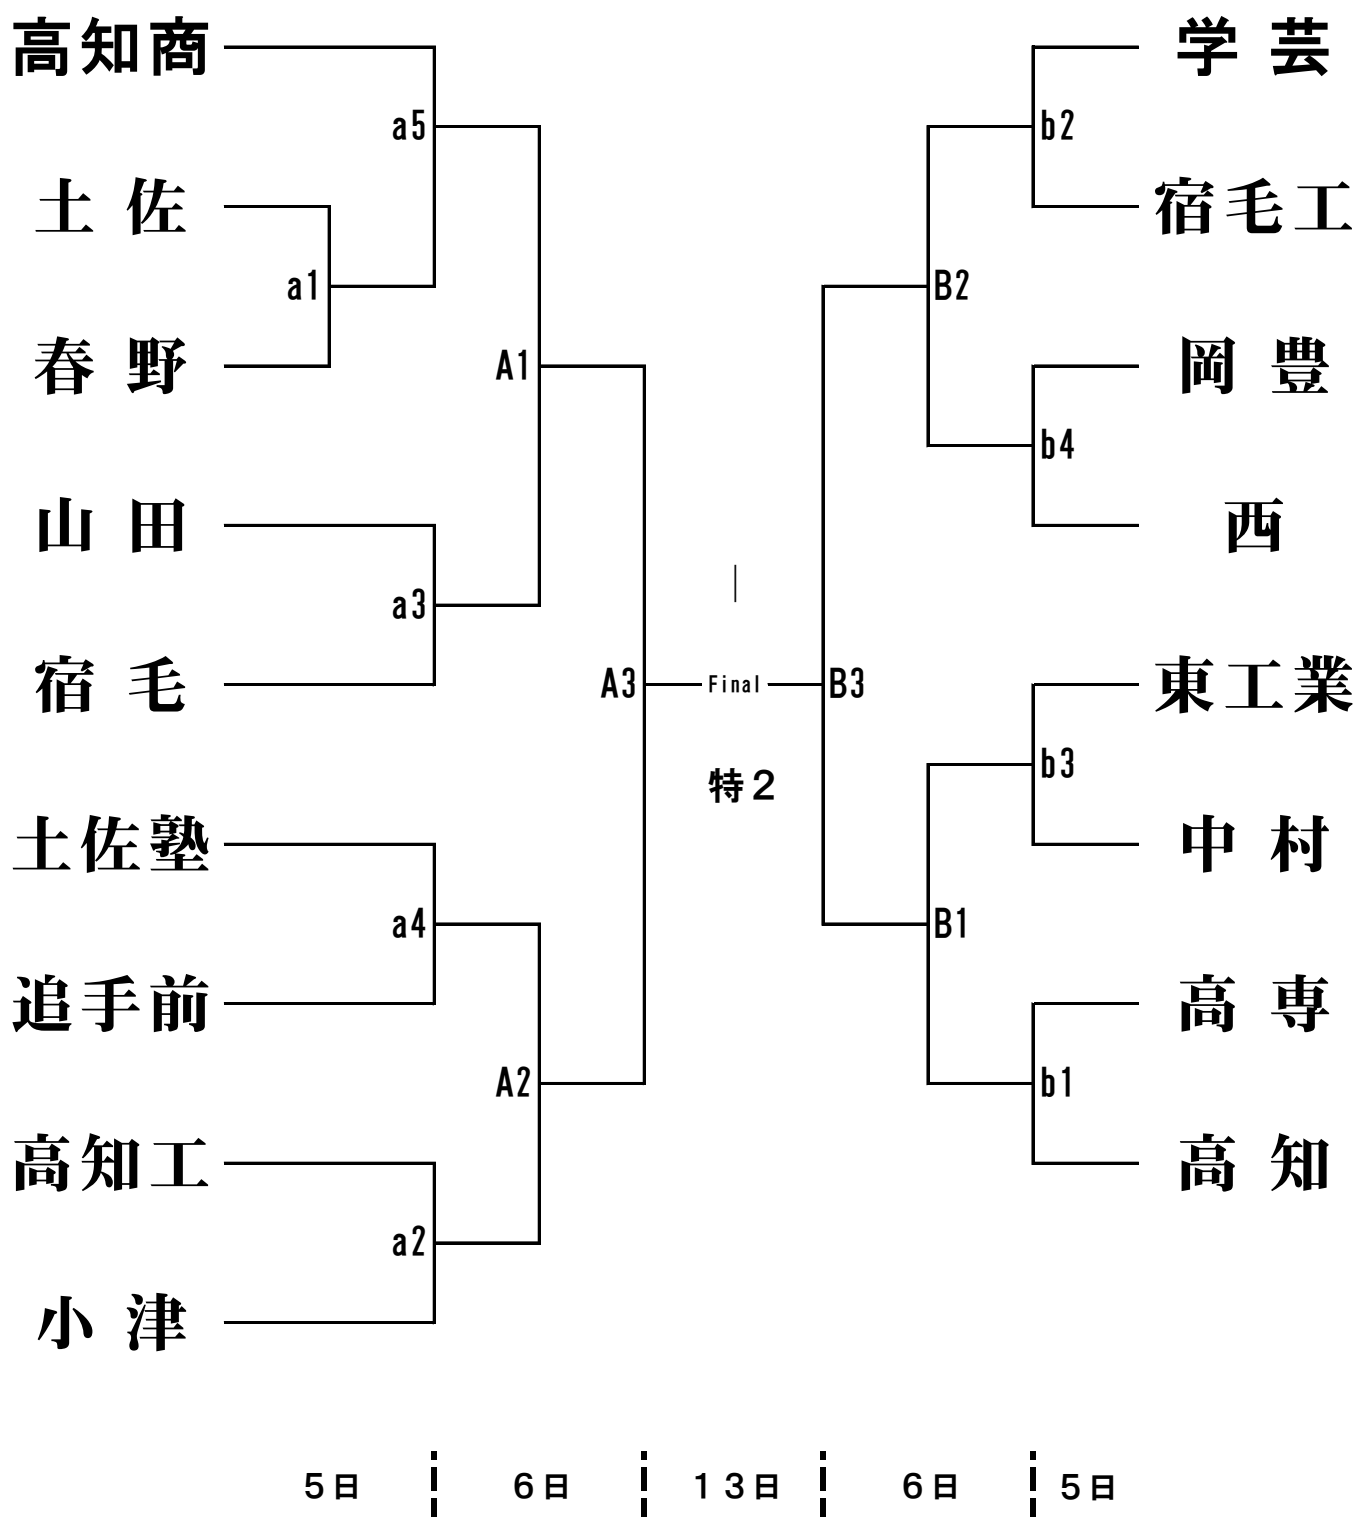 高知商
学芸
a5
b2
土佐
宿毛工
a1
B2
春野
岡豊
A1
b4
山田
西
a3
宿毛
A3
Final
B3
東工業
特2
b3
土佐塾
中村
a4
B1
追手前
高専
A2
b1
高知工
高知
a2
小津
5日
6日
13日
6日
5日